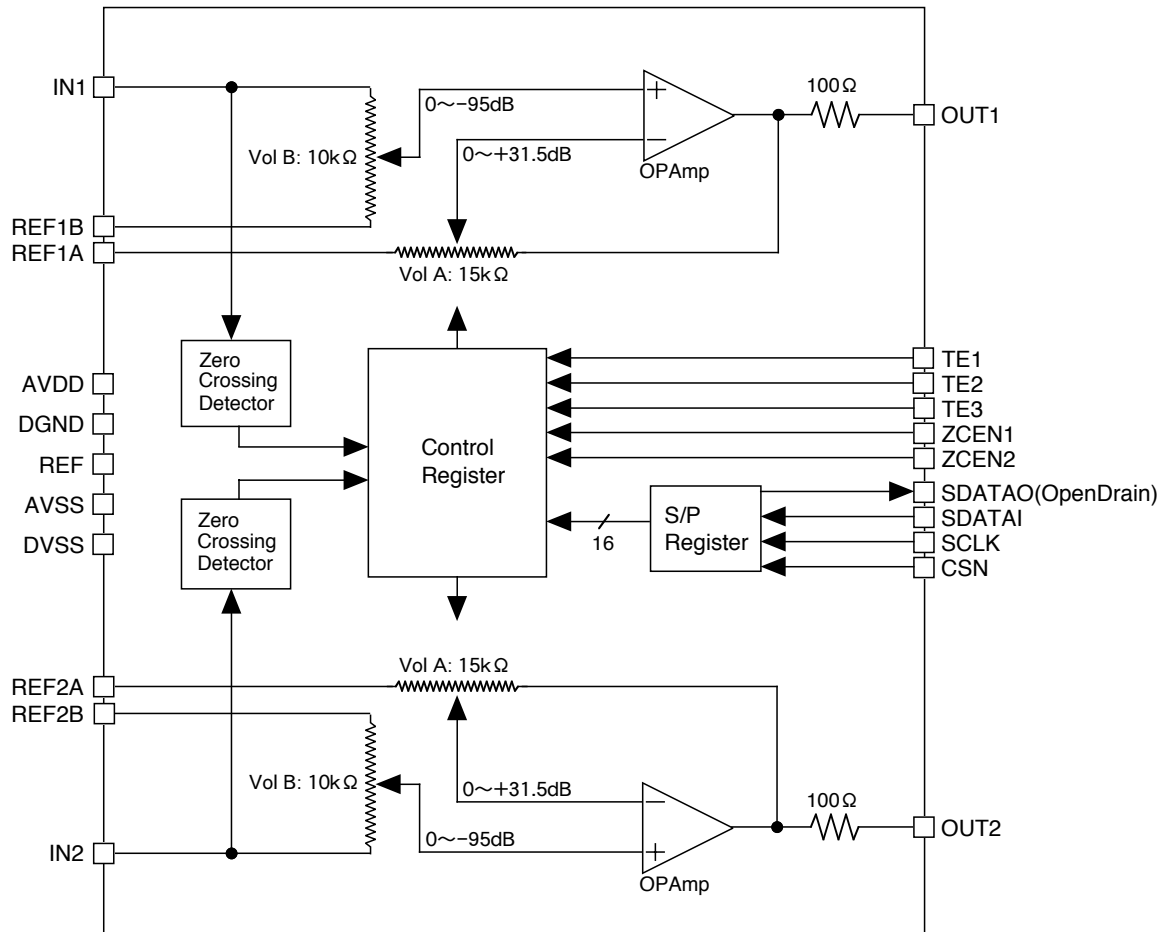 IN1
0～−95dB
100Ω
OUT1
Vol B: 10kΩ
0～+31.5dB
OPAmp
REF1B
REF1A
Vol A: 15kΩ
Zero
Crossing
Detector
AVDD
DGND
REF
AVSS
DVSS
Control
Register
TE1
TE2
TE3
ZCEN1
ZCEN2
SDATAO(OpenDrain)
SDATAI
SCLK
CSN
S/P
Register
16
Zero
Crossing
Detector
Vol A: 15kΩ
REF2A
REF2B
Vol B: 10kΩ
0～+31.5dB
100Ω
0～−95dB
OUT2
IN2
OPAmp
+
−
−
+